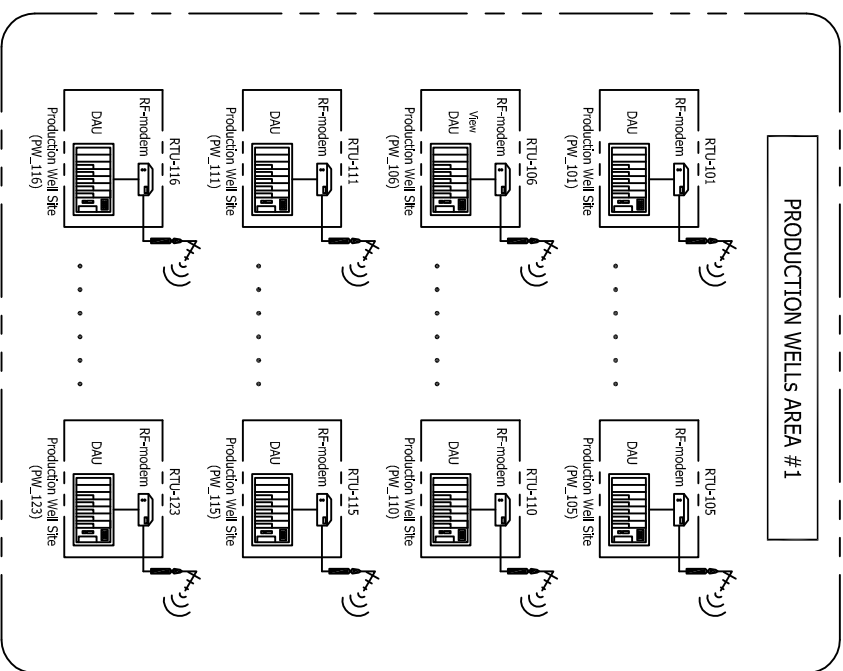 PRODUCTION WELLs AREA #1
RTU-101
RF-modem
DAU
Production Well Site
(PW_101)
RTU-105
RF-modem
DAU
Production Well Site
(PW_105)
RTU-106
RF-modem
View
DAU
Production Well Site
(PW_106)
RTU-110
RF-modem
DAU
Production Well Site
(PW_110)
RTU-111
RF-modem
DAU
Production Well Site
(PW_111)
RTU-115
RF-modem
DAU
Production Well Site
(PW_115)
RTU-116
RF-modem
DAU
Production Well Site
(PW_116)
RTU-123
RF-modem
DAU
Production Well Site
(PW_123)